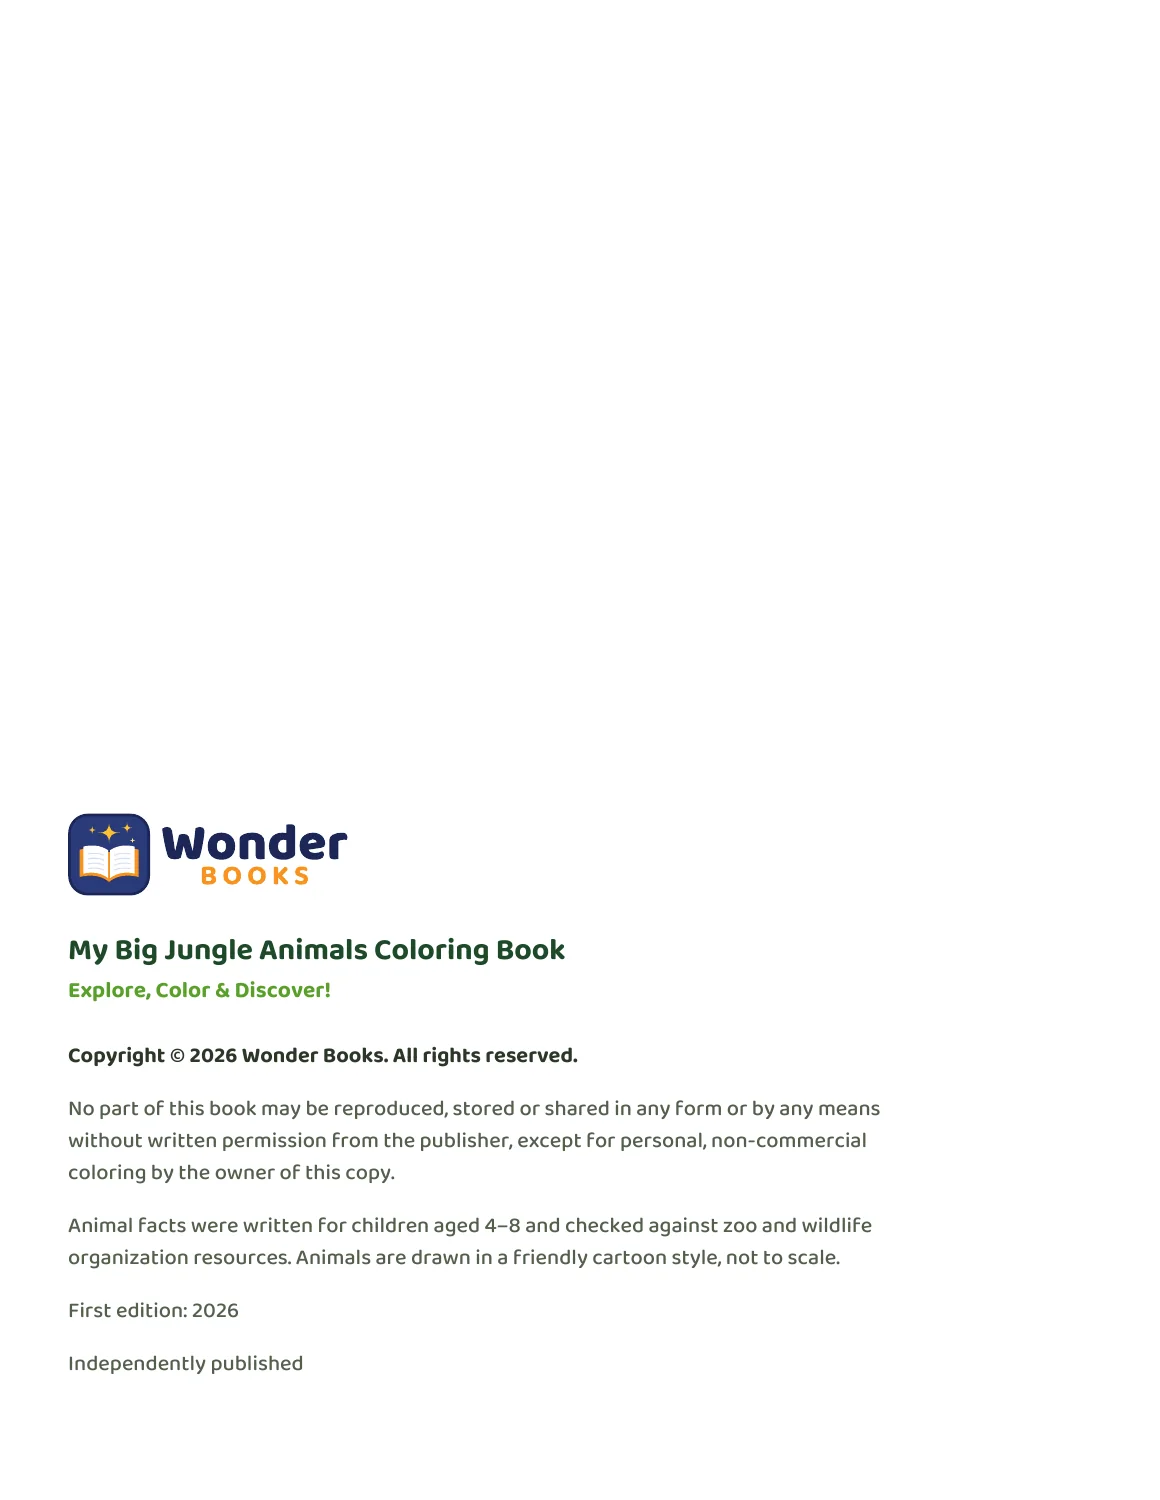 Wonder
BOOKS
My Big Jungle Animals Coloring Book
Explore, Color & Discover!
Copyright © 2026 Wonder Books. All rights reserved.
No part of this book may be reproduced, stored or shared in any form or by any means
without written permission from the publisher, except for personal, non-commercial
coloring by the owner of this copy.
Animal facts were written for children aged 4–8 and checked against zoo and wildlife
organization resources. Animals are drawn in a friendly cartoon style, not to scale.
First edition: 2026
Independently published